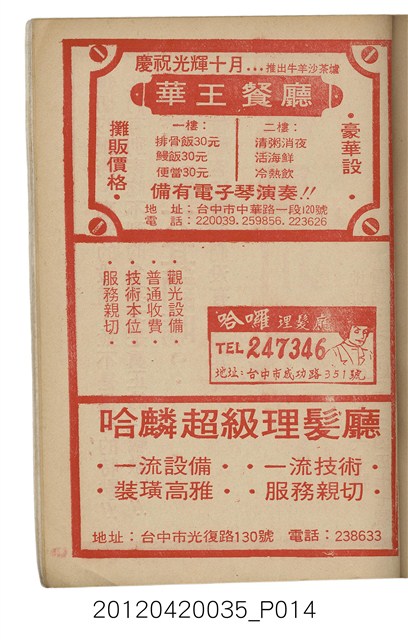 慶祝光輝十月...推出牛羊沙茶爐
華王餐廳
•豪華設•
一樓:
排骨飯30元
鰻飯30元
便當30元
二樓:
清粥消夜
活海鮮
冷熱飲
攤販價格•
備有電子琴演奏!!
地 址:台中市中華路一段120號
電 話:220039.259856.223626
•觀光設備•
•普通收費
•技術本位
•服務親切•
哈囉理髮廳
TEL 247346
地址:台中市成功路351號
哈麟超級理髮廳
•一流設備••一流技術•
•裝璜高雅••服務親切•
地址:台中市光復路130號 電話:238633
20120420035_P014